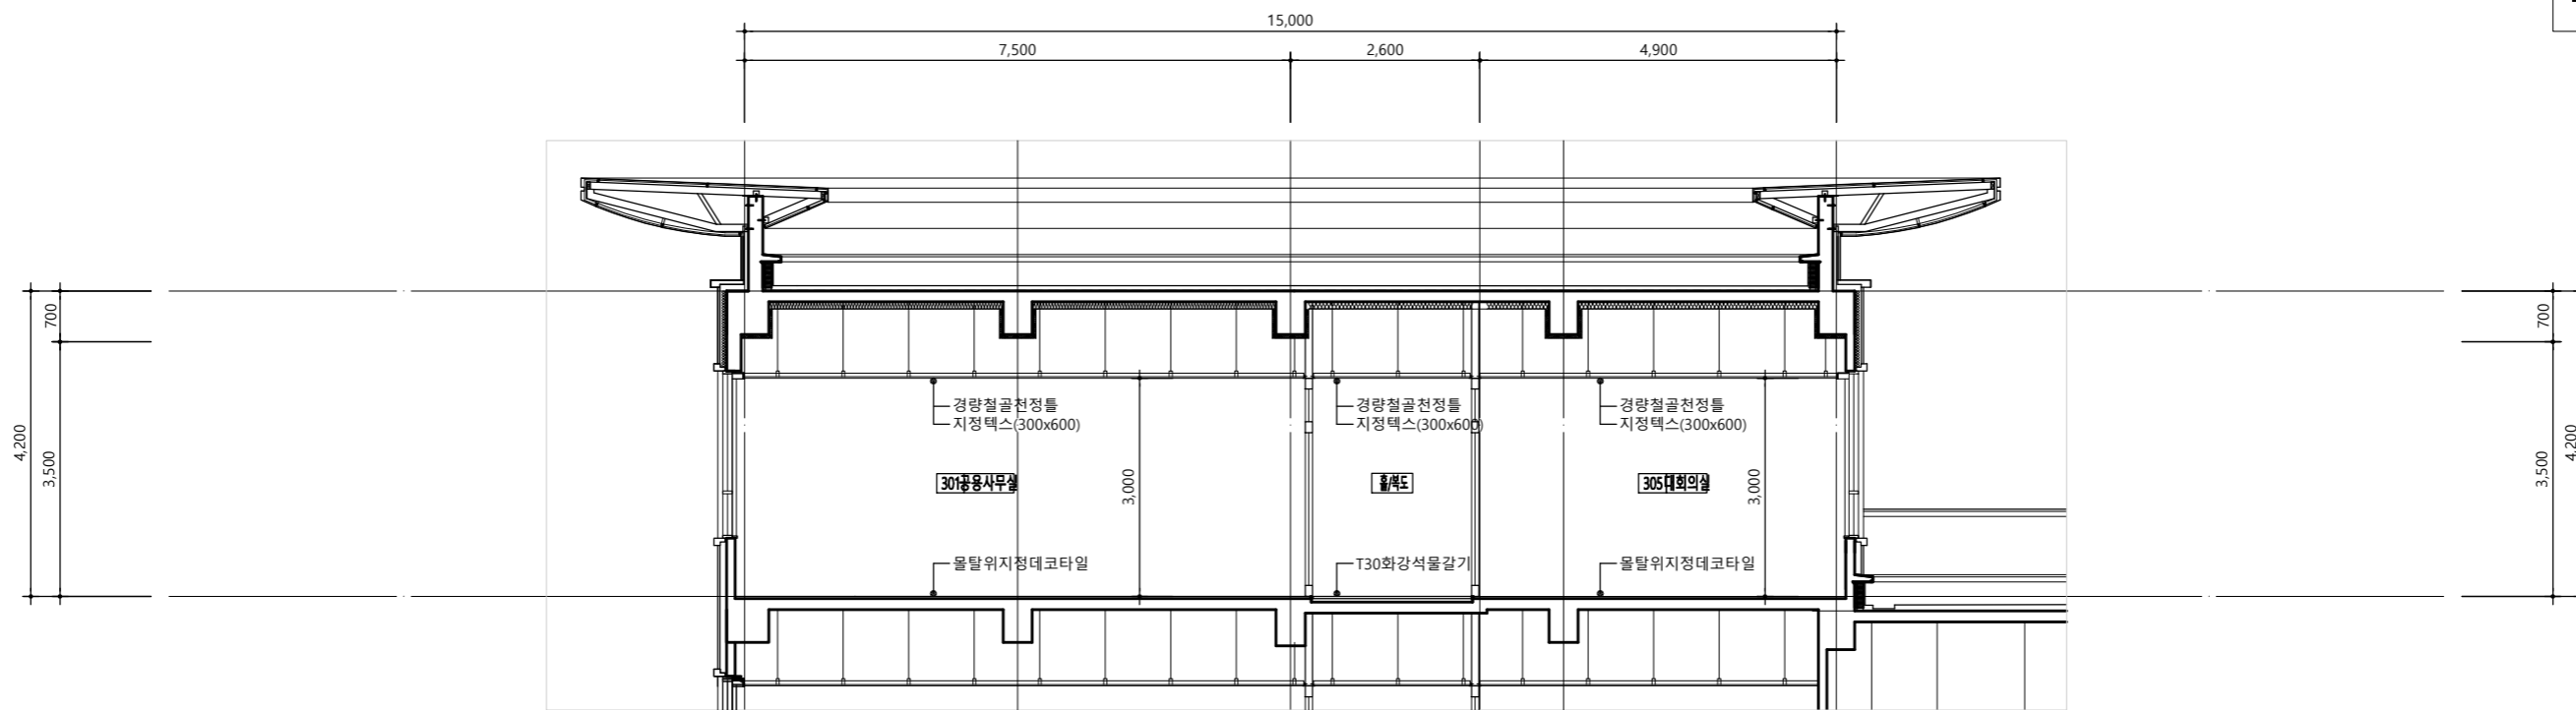 15,000
7,500
2,600
4,900
700
4,200
3,500
경량철골천정틀
지정텍스(300x600)
경량철골천정틀
지정텍스(300x600)
경량철골천정틀
지정텍스(300x600)
301공용사무실
3,000
홀/복도
305대회의실
3,000
몰탈위지정데코타일
T30화강석물갈기
몰탈위지정데코타일
700
3,500
4,200